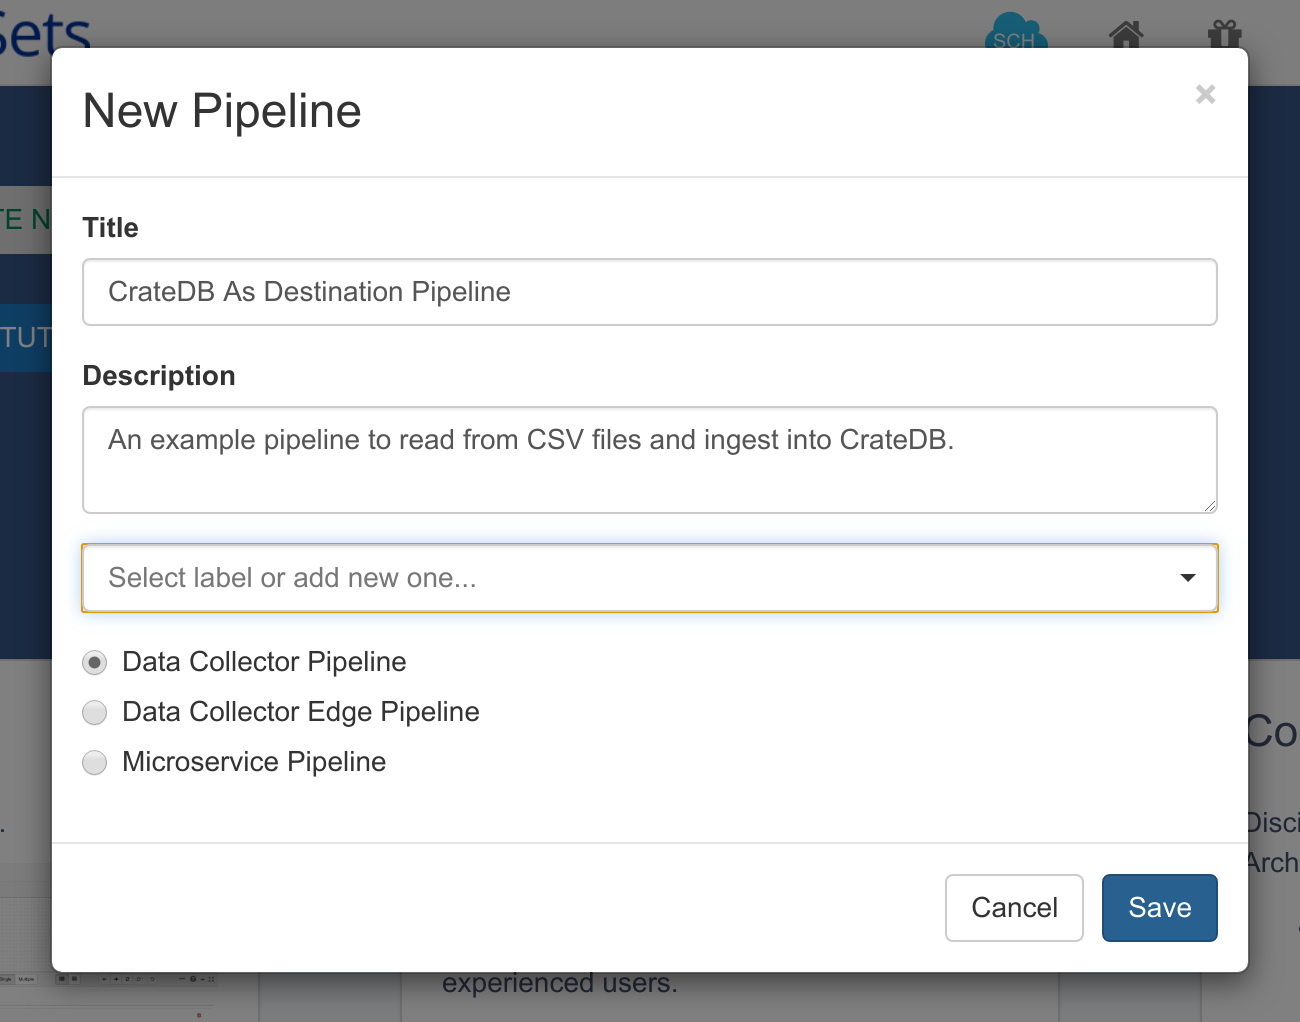 Sets
SCH
New Pipeline
×
TE N
Title
CrateDB As Destination Pipeline
TUT
Description
An example pipeline to read from CSV files and ingest into CrateDB.
Select label or add new one...
Data Collector Pipeline
Data Collector Edge Pipeline
Co
Microservice Pipeline
Disci
Arch
Cancel
Save
experienced users.